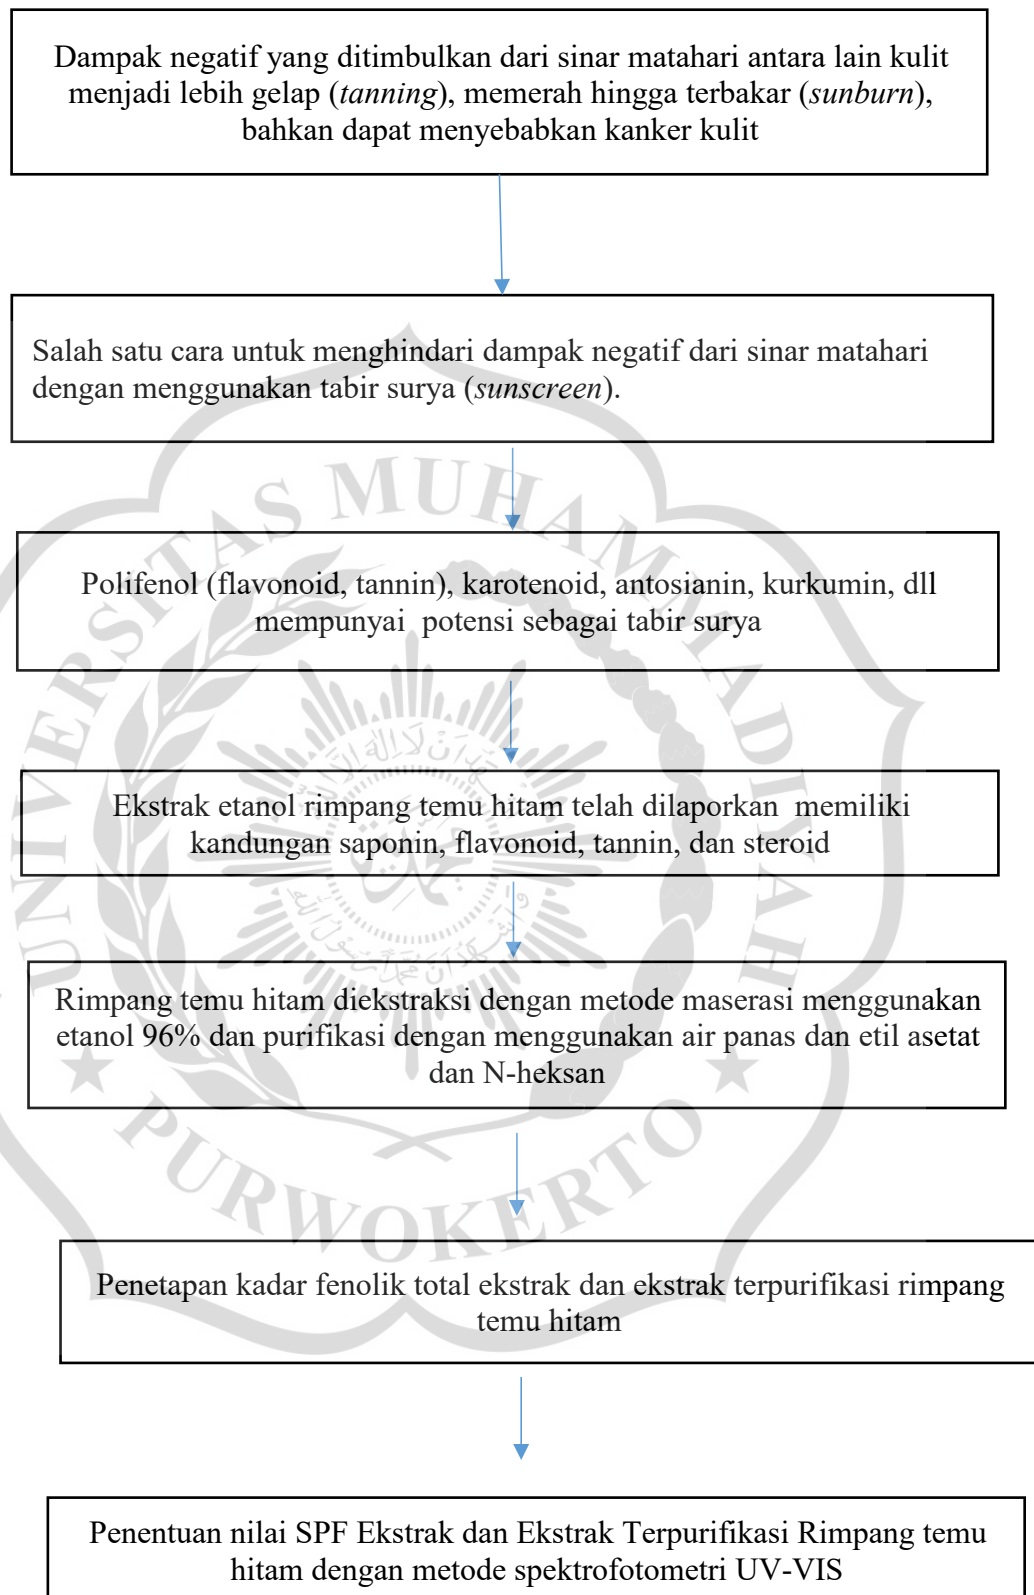 Dampak negatif yang ditimbulkan dari sinar matahari antara lain kulit
menjadi lebih gelap (tanning), memerah hingga terbakar (sunburn),
bahkan dapat menyebabkan kanker kulit
Salah satu cara untuk menghindari dampak negatif dari sinar matahari
dengan menggunakan tabir surya (sunscreen).
Polifenol (flavonoid, tannin), karotenoid, antosianin, kurkumin, dll
mempunyai  potensi sebagai tabir surya
Ekstrak etanol rimpang temu hitam telah dilaporkan  memiliki
kandungan saponin, flavonoid, tannin, dan steroid
Rimpang temu hitam diekstraksi dengan metode maserasi menggunakan
etanol 96% dan purifikasi dengan menggunakan air panas dan etil asetat
dan N-heksan
Penetapan kadar fenolik total ekstrak dan ekstrak terpurifikasi rimpang
temu hitam
Penentuan nilai SPF Ekstrak dan Ekstrak Terpurifikasi Rimpang temu
hitam dengan metode spektrofotometri UV-VIS
UNIVERSITAS MUHAMMADIYAH
PURWOKERTO